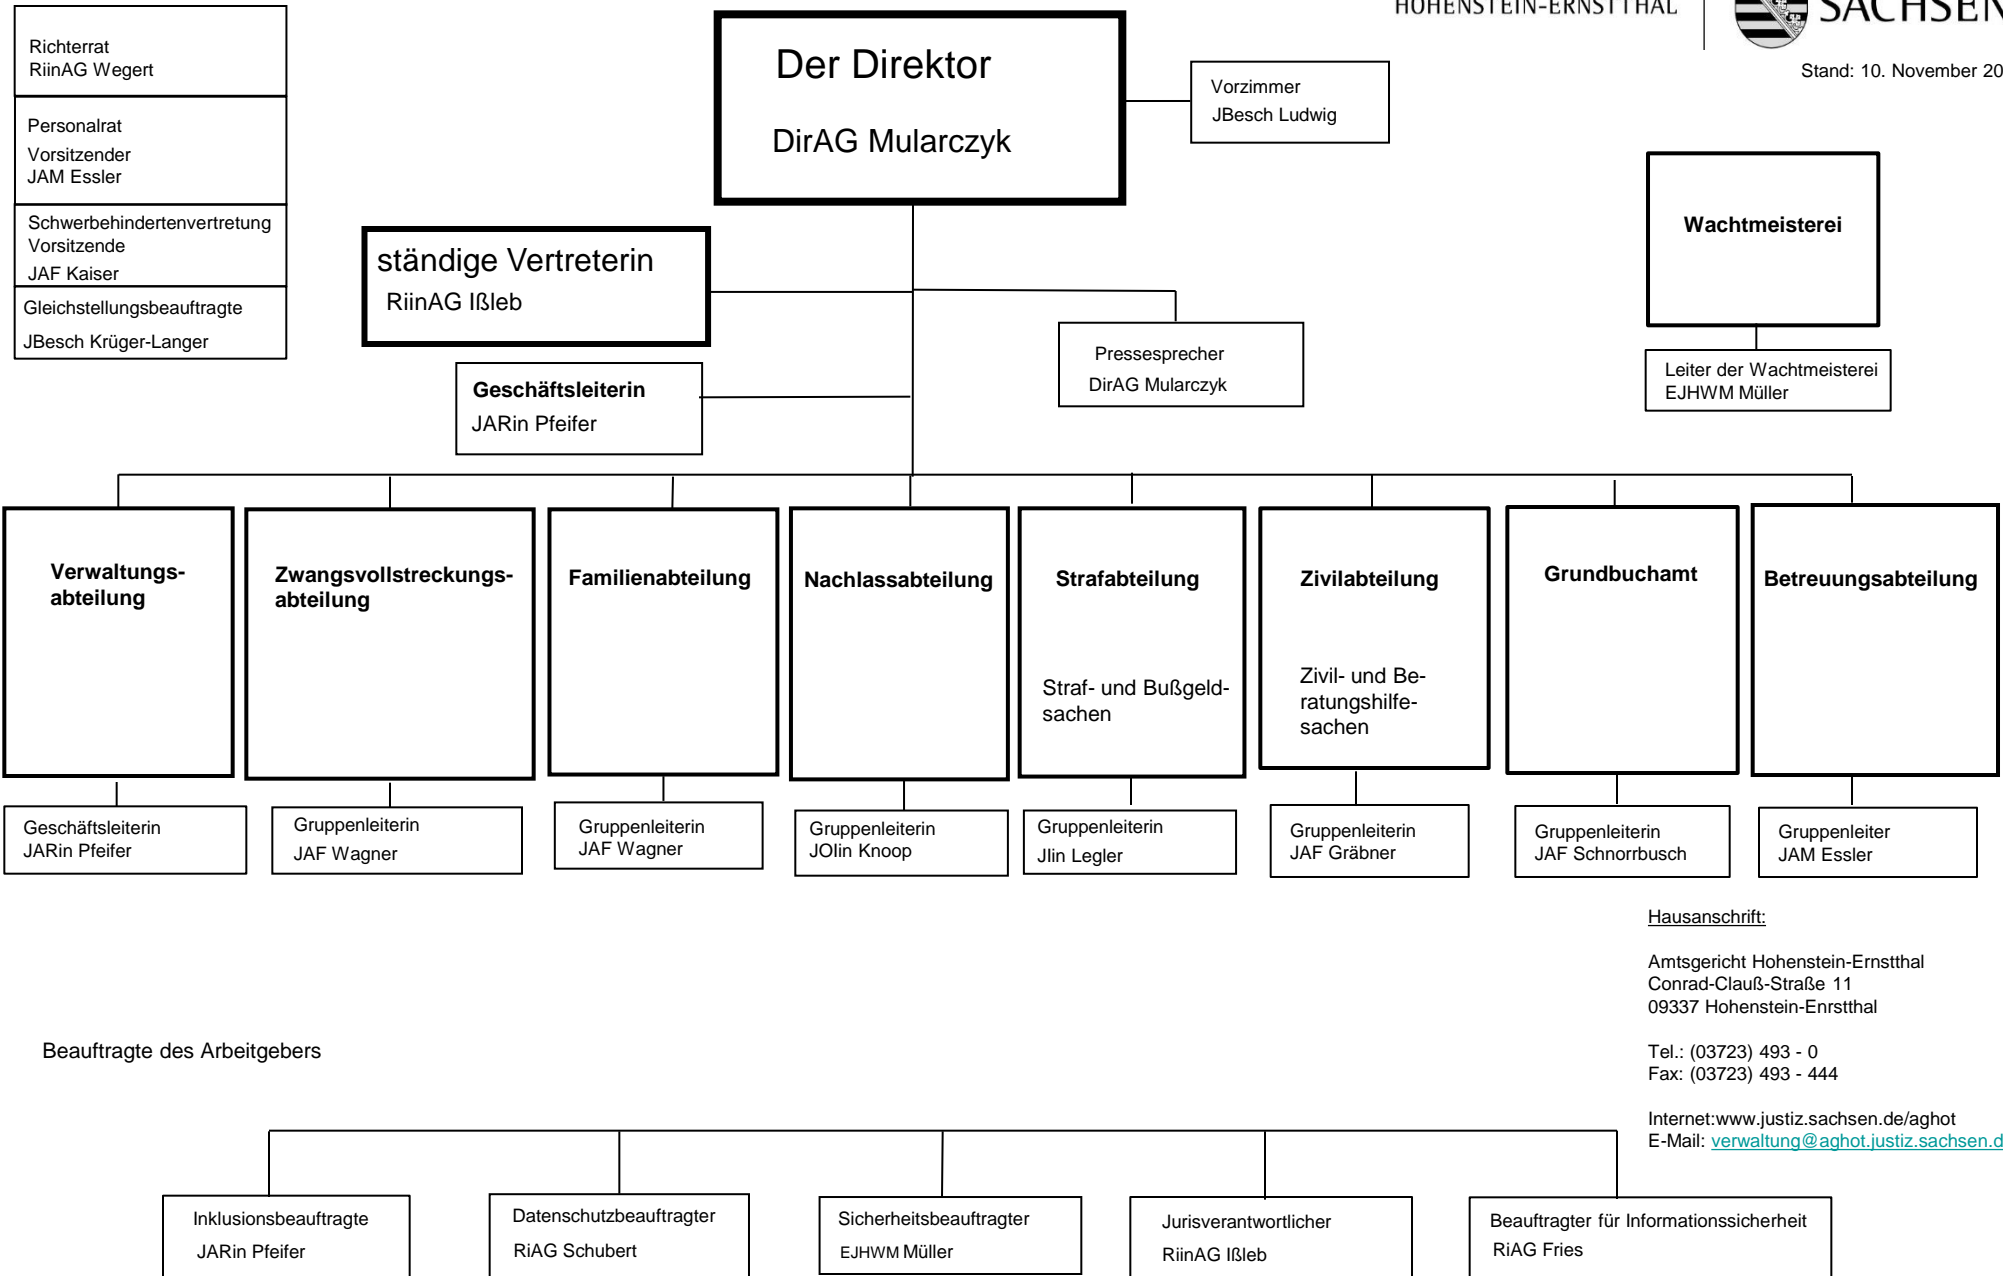 HOHENSTEIN-ERNSTTHAL
SACHSEN
Stand: 10. November 20
Richterrat
RiinAG Wegert
Personalrat
Vorsitzender
JAM Essler
Schwerbehindertenvertretung
Vorsitzende
JAF Kaiser
Gleichstellungsbeauftragte
JBesch Krüger-Langer
Der Direktor
DirAG Mularczyk
Vorzimmer
JBesch Ludwig
ständige Vertreterin
RiinAG Ißleb
Geschäftsleiterin
JARin Pfeifer
Pressesprecher
DirAG Mularczyk
Wachtmeisterei
Leiter der Wachtmeisterei
EJHWM Müller
Verwaltungs-
abteilung
Zwangsvollstreckungs-
abteilung
Familienabteilung
Nachlassabteilung
Strafabteilung
Straf- und Bußgeld-
sachen
Zivilabteilung
Zivil- und Be-
ratungshilfe-
sachen
Grundbuchamt
Betreuungsabteilung
Geschäftsleiterin
JARin Pfeifer
Gruppenleiterin
JAF Wagner
Gruppenleiterin
JAF Wagner
Gruppenleiterin
JOIin Knoop
Gruppenleiterin
JIin Legler
Gruppenleiterin
JAF Gräbner
Gruppenleiterin
JAF Schnorrbusch
Gruppenleiter
JAM Essler
Hausanschrift:
Amtsgericht Hohenstein-Ernstthal
Conrad-Clauß-Straße 11
09337 Hohenstein-Enrstthal
Tel.: (03723) 493 - 0
Fax: (03723) 493 - 444
Internet:www.justiz.sachsen.de/aghot
E-Mail: verwaltung@aghot.justiz.sachsen.d
Beauftragte des Arbeitgebers
Inklusionsbeauftragte
JARin Pfeifer
Datenschutzbeauftragter
RiAG Schubert
Sicherheitsbeauftragter
EJHWM Müller
Jurisverantwortlicher
RiinAG Ißleb
Beauftragter für Informationssicherheit
RiAG Fries